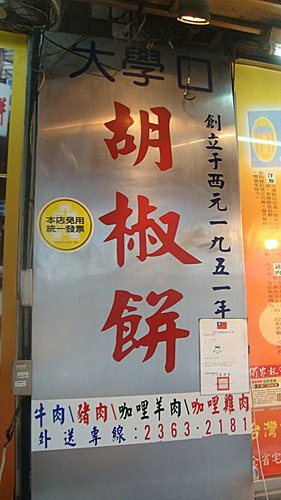 大學口
胡椒餅
創立于西元一九五一年
本店免用
統一發票
牛肉\豬肉\咖哩羊肉\咖哩雞肉
外送專線:2363-2181